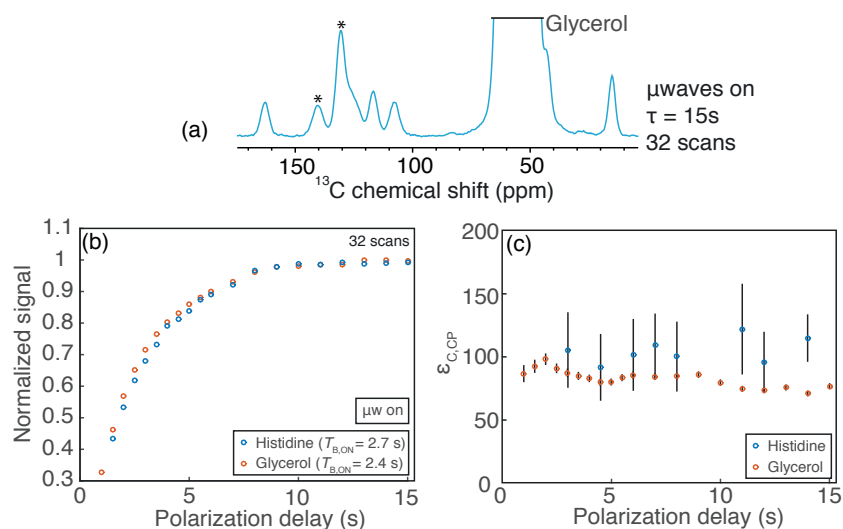 *
*
Glycerol
μwaves on
τ = 15s
32 scans
(a)
150 100 50
13C chemical shift (ppm)
(b)
32 scans
Normalized signal
1.1
1
0.9
0.8
0.7
0.6
0.5
0.4
0.3
μw on
Histidine (TB,ON = 2.7 s)
Glycerol (TB,ON = 2.4 s)
0 5 10 15
Polarization delay (s)
(c)
εC,CP
200
150
100
50
0
Histidine
Glycerol
0 5 10 15
Polarization delay (s)